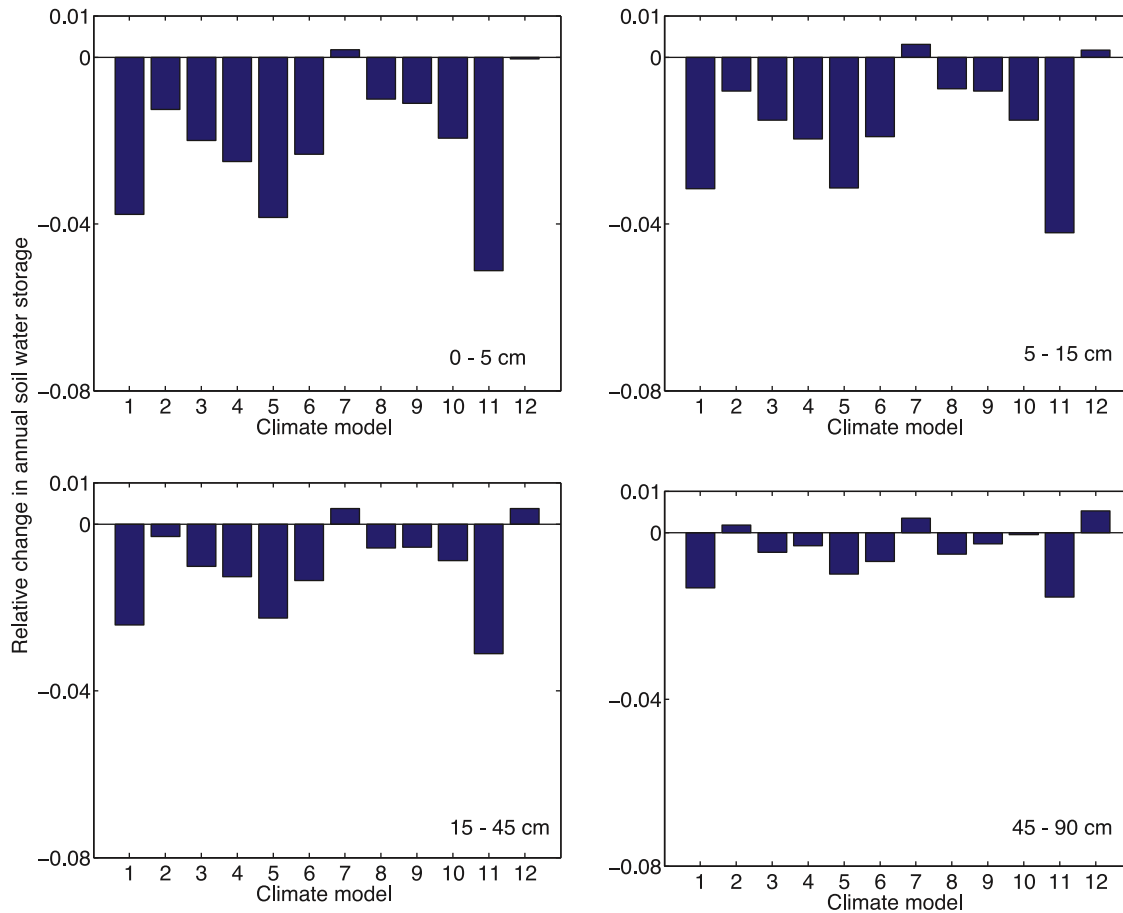 Relative change in annual soil water storage
0.01
0
−0.04
−0.08
0 - 5 cm
1 2 3 4 5 6 7 8 9 10 11 12
Climate model
0.01
0
−0.04
−0.08
5 - 15 cm
1 2 3 4 5 6 7 8 9 10 11 12
Climate model
0.01
0
−0.04
−0.08
15 - 45 cm
1 2 3 4 5 6 7 8 9 10 11 12
Climate model
0.01
0
−0.04
−0.08
45 - 90 cm
1 2 3 4 5 6 7 8 9 10 11 12
Climate model